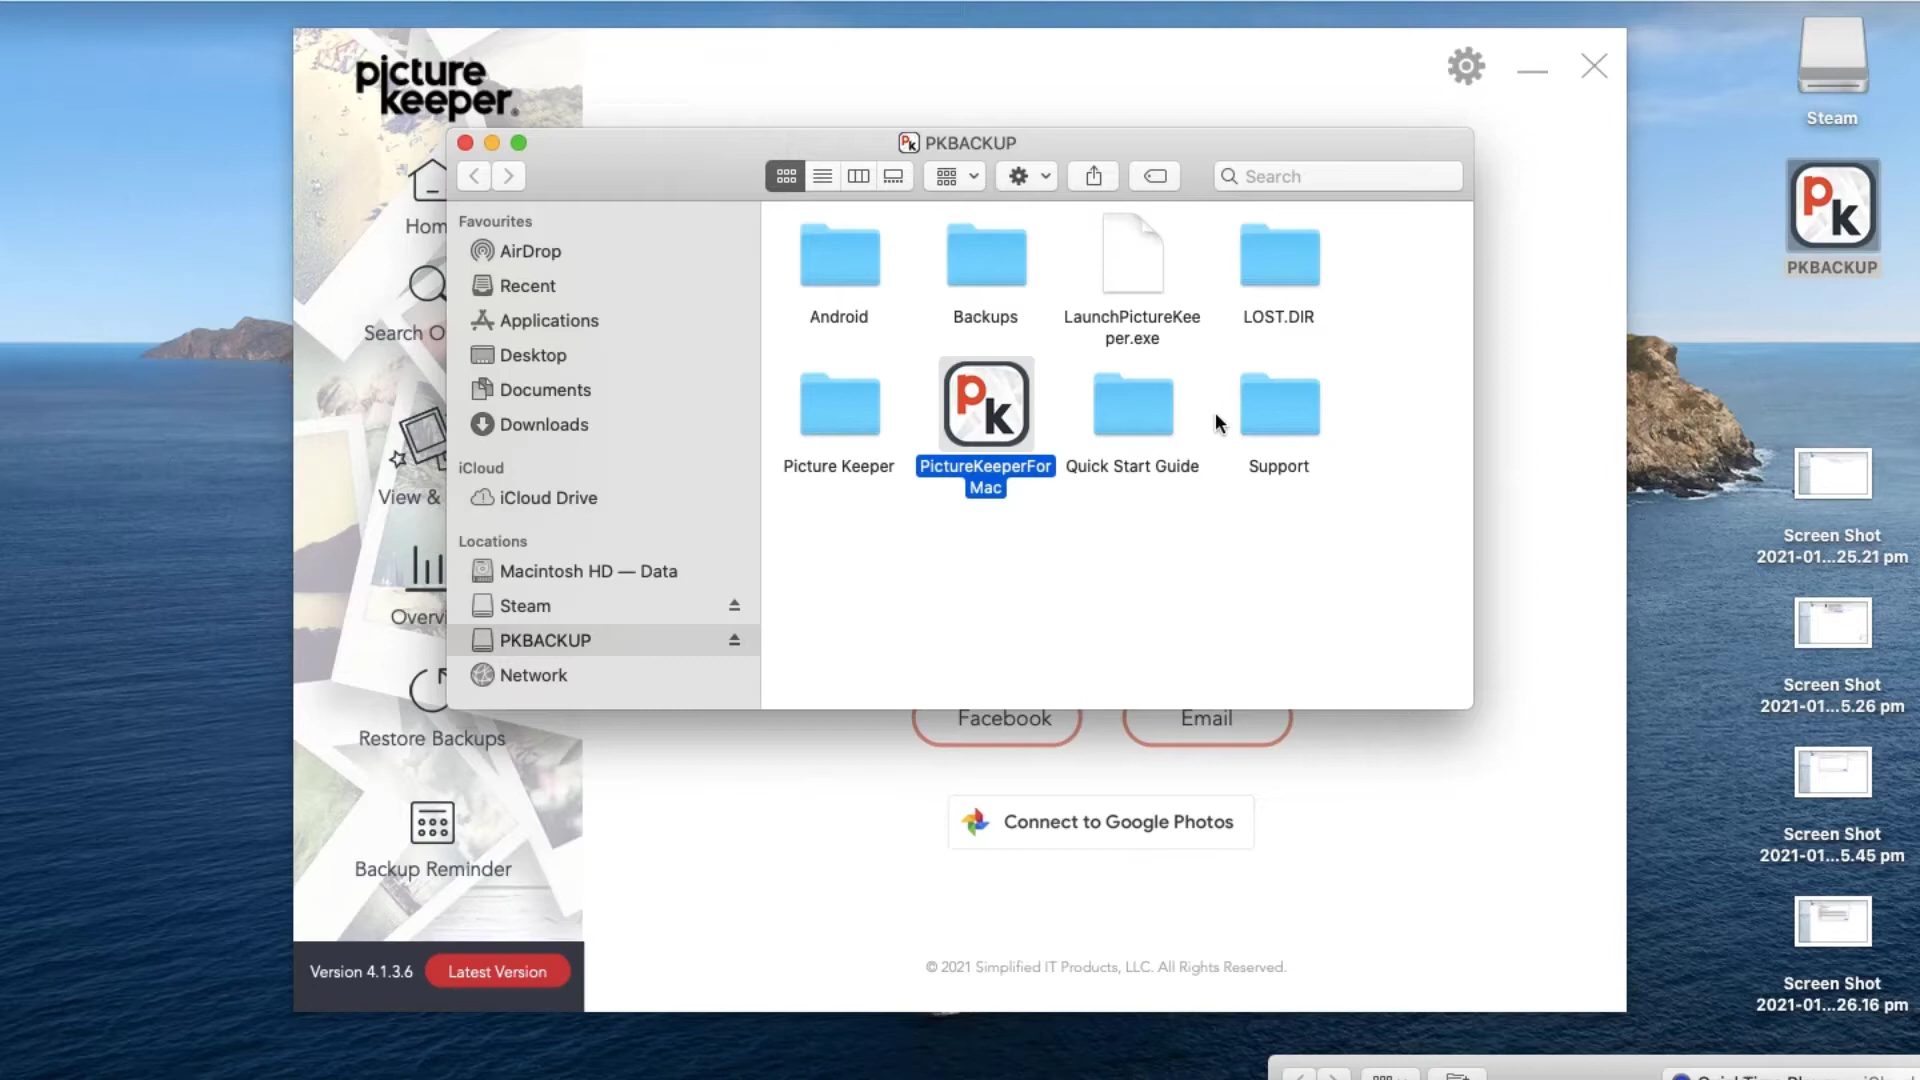 picture
keeper.
Home
Search O
View &
Overvi
Restore Backups
Backup Reminder
Version 4.1.3.6
Latest Version
PKBACKUP
Search
Favourites
AirDrop
Recent
Applications
Desktop
Documents
Downloads
iCloud
iCloud Drive
Locations
Macintosh HD — Data
Steam
PKBACKUP
Network
Android
Backups
LaunchPictureKee
per.exe
LOST.DIR
Picture Keeper
Pk
PictureKeeperFor
Mac
Quick Start Guide
Support
Facebook
Email
Connect to Google Photos
© 2021 Simplified IT Products, LLC. All Rights Reserved.
Steam
Pk
PKBACKUP
Screen Shot
2021-01...25.21 pm
Screen Shot
2021-01...5.26 pm
Screen Shot
2021-01...5.45 pm
Screen Shot
2021-01...26.16 pm